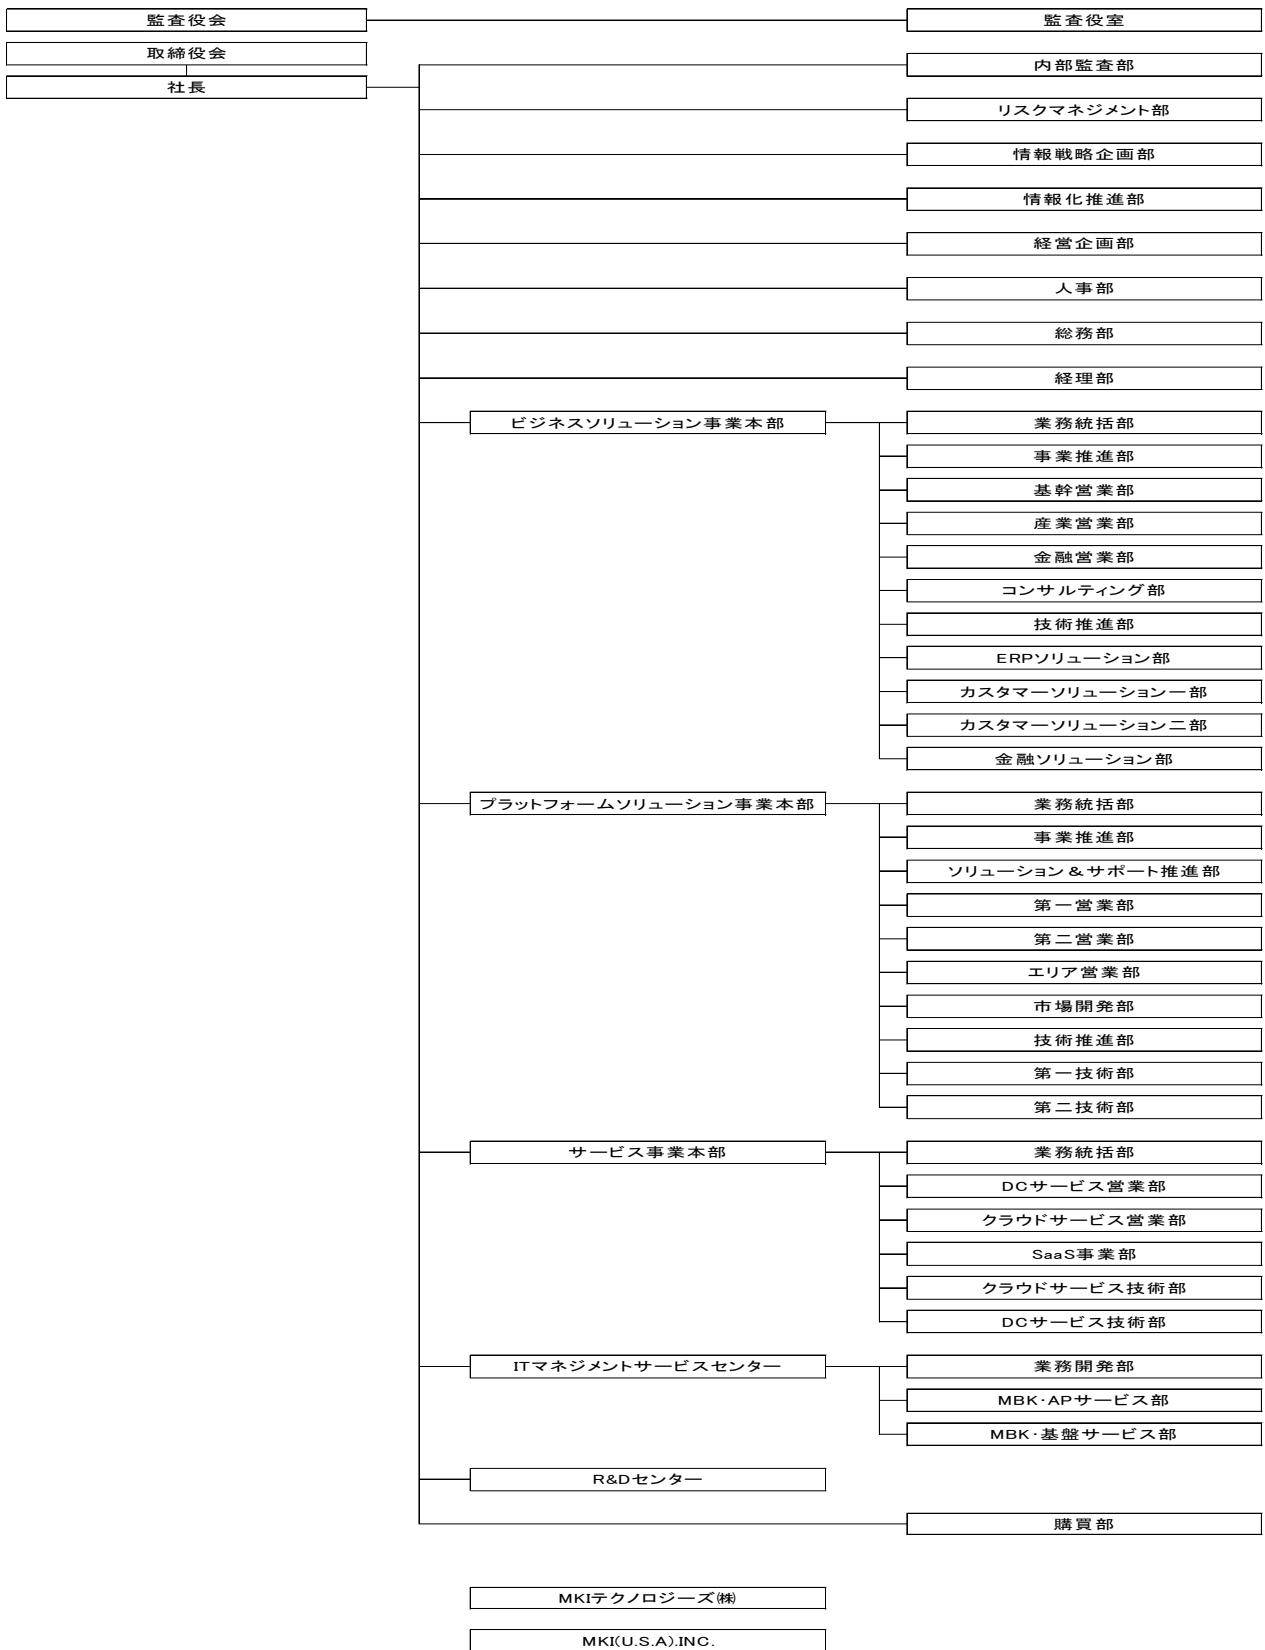 監査役会
監査役室
取締役会
社長
内部監査部
リスクマネジメント部
情報戦略企画部
情報化推進部
経営企画部
人事部
総務部
経理部
ビジネスソリューション事業本部
業務統括部
事業推進部
基幹営業部
産業営業部
金融営業部
コンサルティング部
技術推進部
ERPソリューション部
カスタマーソリューション一部
カスタマーソリューション二部
金融ソリューション部
プラットフォームソリューション事業本部
業務統括部
事業推進部
ソリューション＆サポート推進部
第一営業部
第二営業部
エリア営業部
市場開発部
技術推進部
第一技術部
第二技術部
サービス事業本部
業務統括部
DCサービス営業部
クラウドサービス営業部
SaaS事業部
クラウドサービス技術部
DCサービス技術部
ITマネジメントサービスセンター
業務開発部
MBK・APサービス部
MBK・基盤サービス部
R&Dセンター
購買部
MKIテクノロジーズ㈱
MKI(U.S.A).INC.